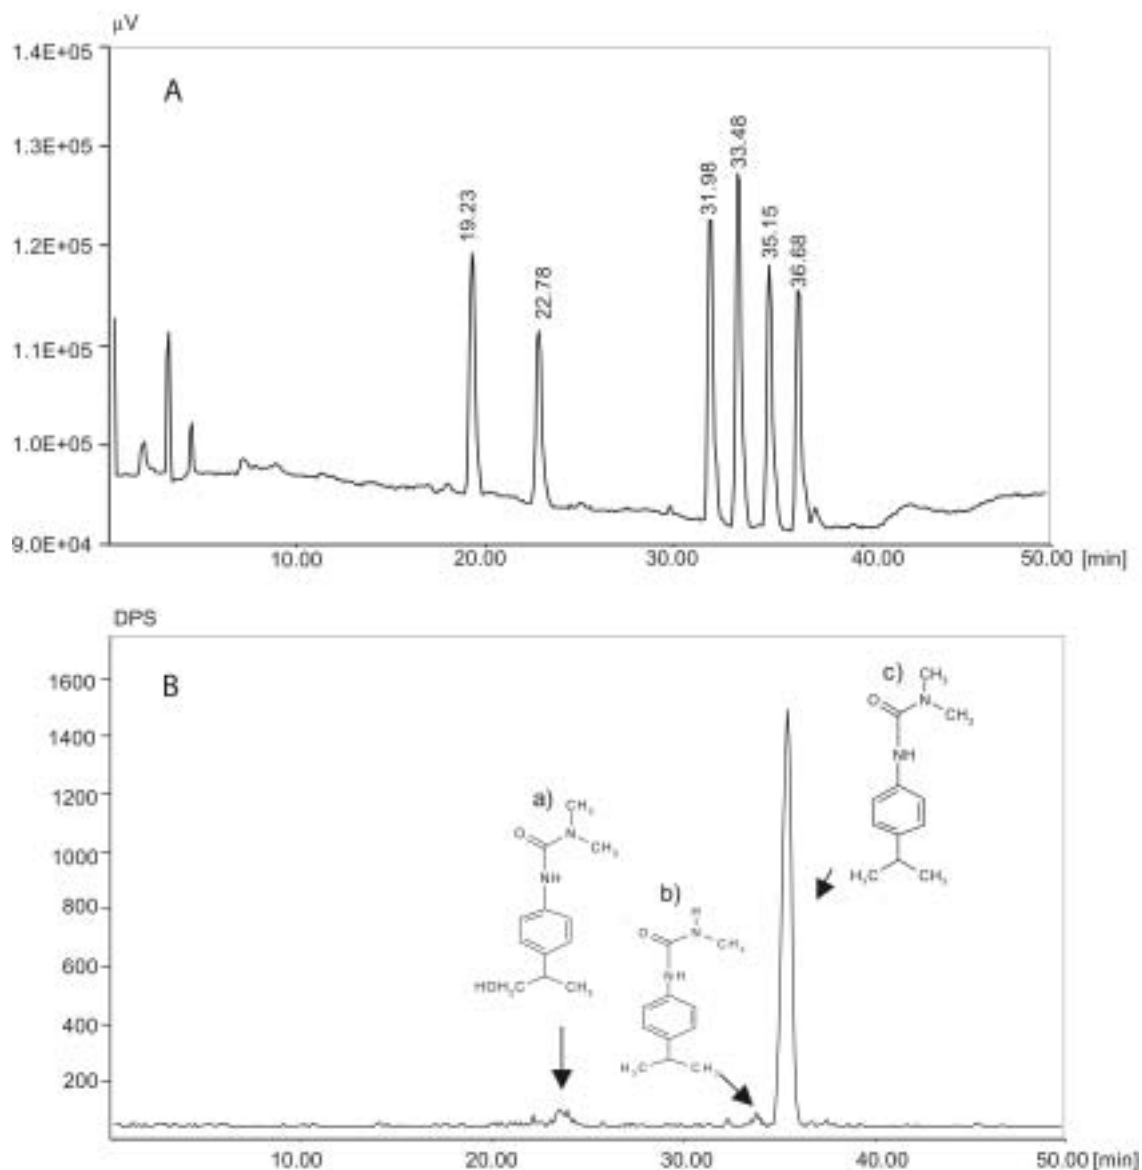 µV
1.4E+05
A
1.3E+05
33.48
31.98
1.2E+05
19.23
35.15
36.68
22.78
1.1E+05
1.0E+05
9.0E+04
10.00 20.00 30.00 40.00 50.00 [min]
DPS
B
1600
c)
CH₃
O N CH₃
NH
H₃C CH₃
1400
1200
a)
CH₃
O N CH₃
NH
HOH₂C CH₃
1000
800
b)
H
O N CH₃
NH
H₃C CH₃
600
400
200
10.00 20.00 30.00 40.00 50.00 [min]